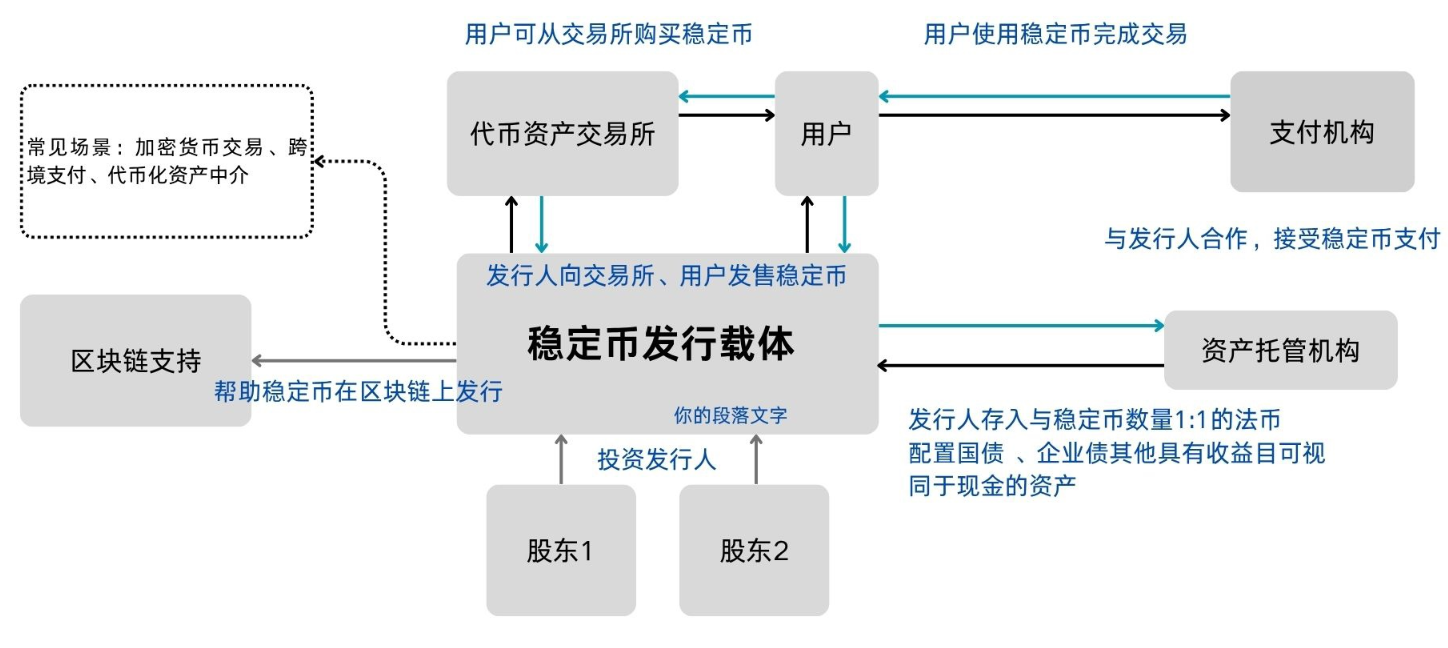 用户可从交易所购买稳定币
用户使用稳定币完成交易
代币资产交易所
用户
支付机构
常见场景：加密货币交易、跨
境支付、代币化资产中介
与发行人合作，接受稳定币支付
发行人向交易所、用户发售稳定币
稳定币发行载体
区块链支持
资产托管机构
帮助稳定币在区块链上发行
你的段落文字
发行人存入与稳定币数量1:1的法币
配置国债 、企业债其他具有收益目可视
同于现金的资产
投资发行人
股东1
股东2